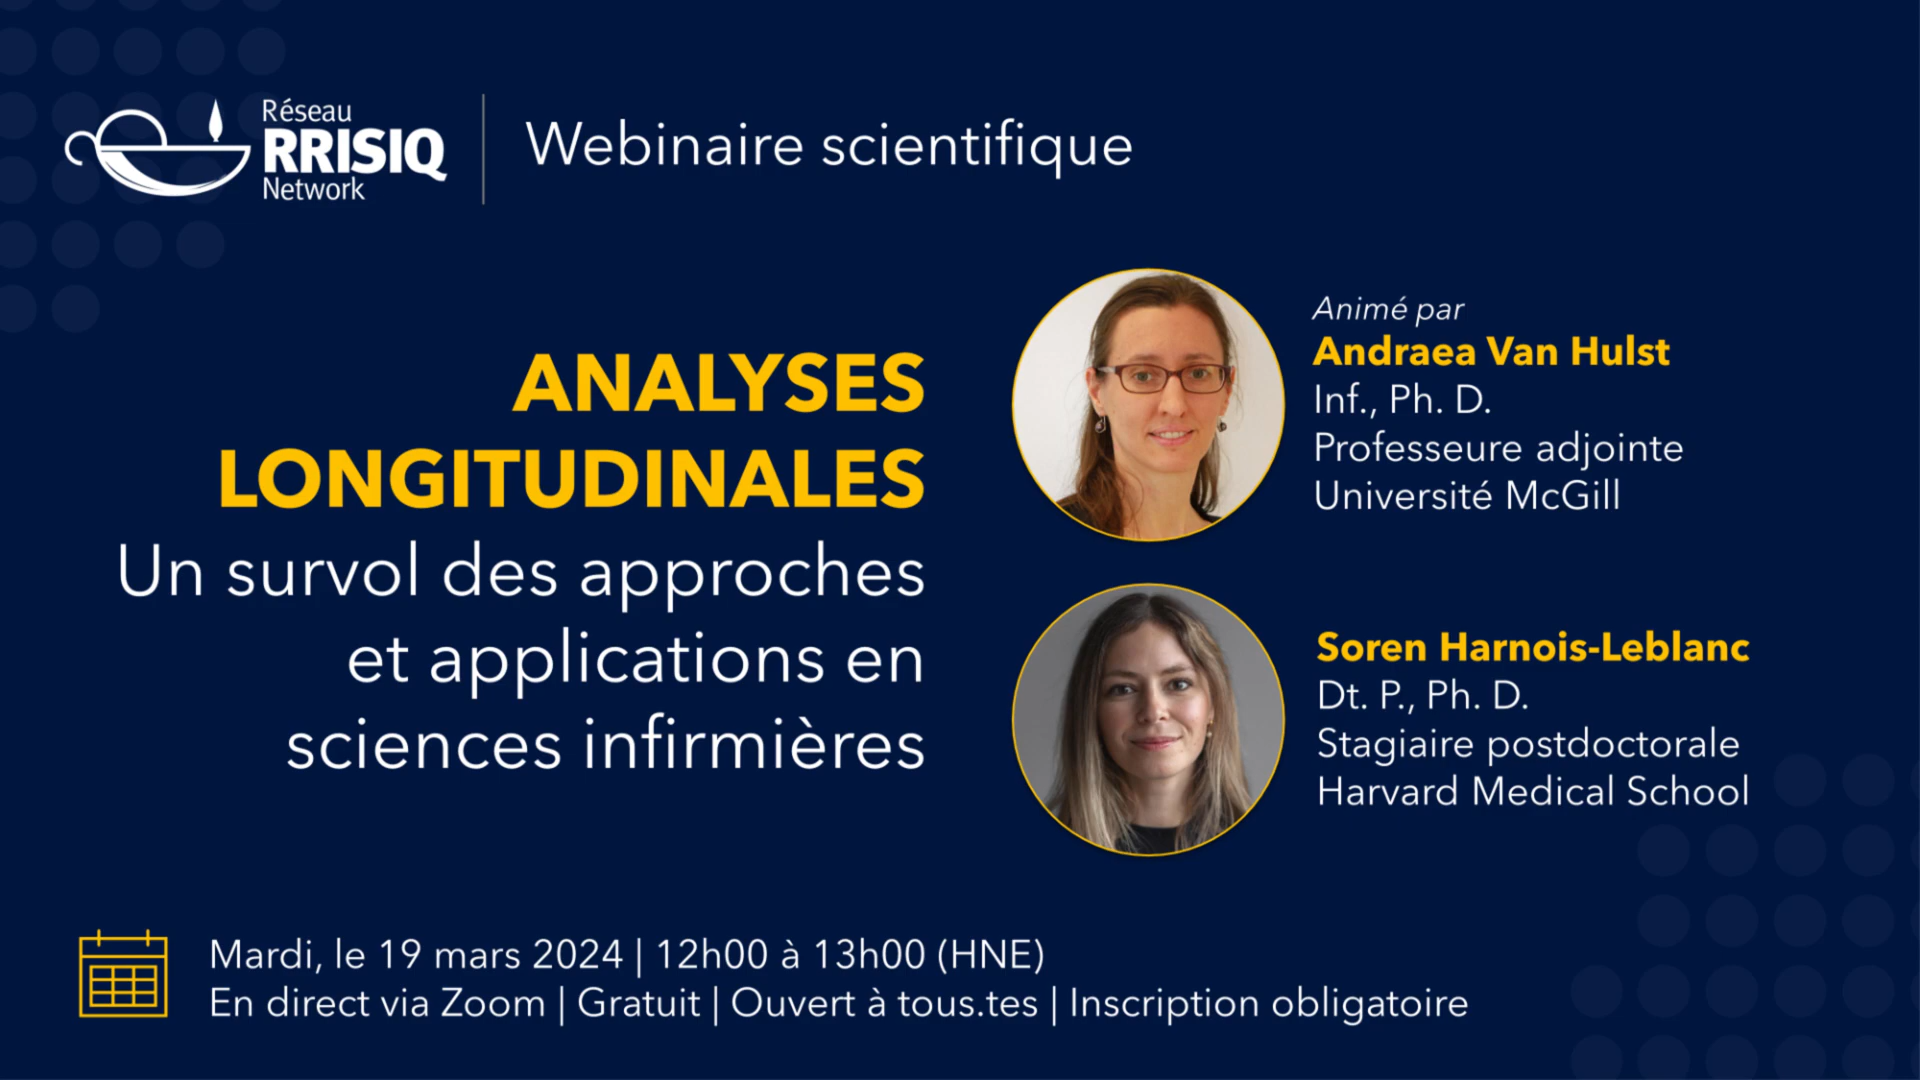 Réseau
RRISIQ
Network
Webinaire scientifique
ANALYSES
LONGITUDINALES
Un survol des approches
et applications en
sciences infirmières
Animé par
Andraea Van Hulst
Inf., Ph. D.
Professeure adjointe
Université McGill
Soren Harnois-Leblanc
Dt. P., Ph. D.
Stagiaire postdoctorale
Harvard Medical School
Mardi, le 19 mars 2024 | 12h00 à 13h00 (HNE)
En direct via Zoom | Gratuit | Ouvert à tous.tes | Inscription obligatoire